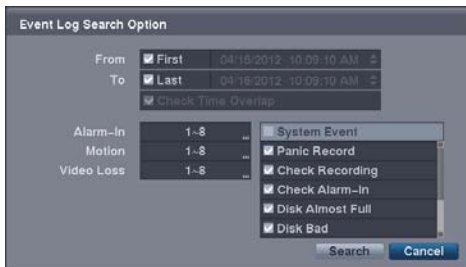 Event Log Search Option
From First 04/16/2012 10:09:10 AM
To Last 04/16/2012 10:09:10 AM
Check Time Overlap
Alarm-In 1~8 ...
Motion 1~8 ...
Video Loss 1~8 ...
System Event
Panic Record
Check Recording
Check Alarm-In
Disk Almost Full
Disk Bad
Search Cancel